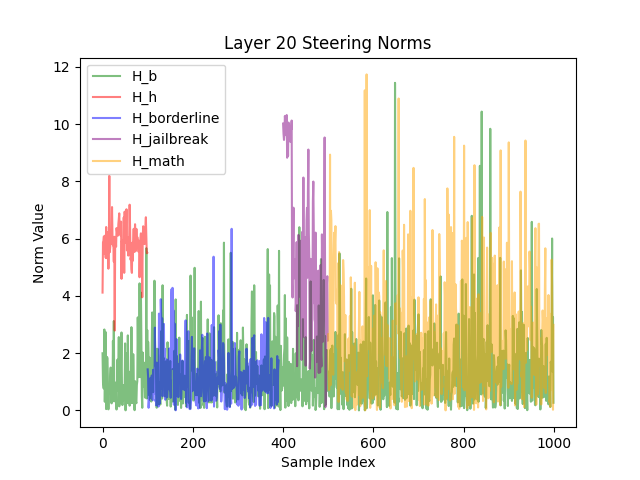 Layer 20 Steering Norms
H_b
H_h
H_borderline
H_jailbreak
H_math
12
10
8
6
4
2
0
Norm Value
0
200
400
600
800
1000
Sample Index